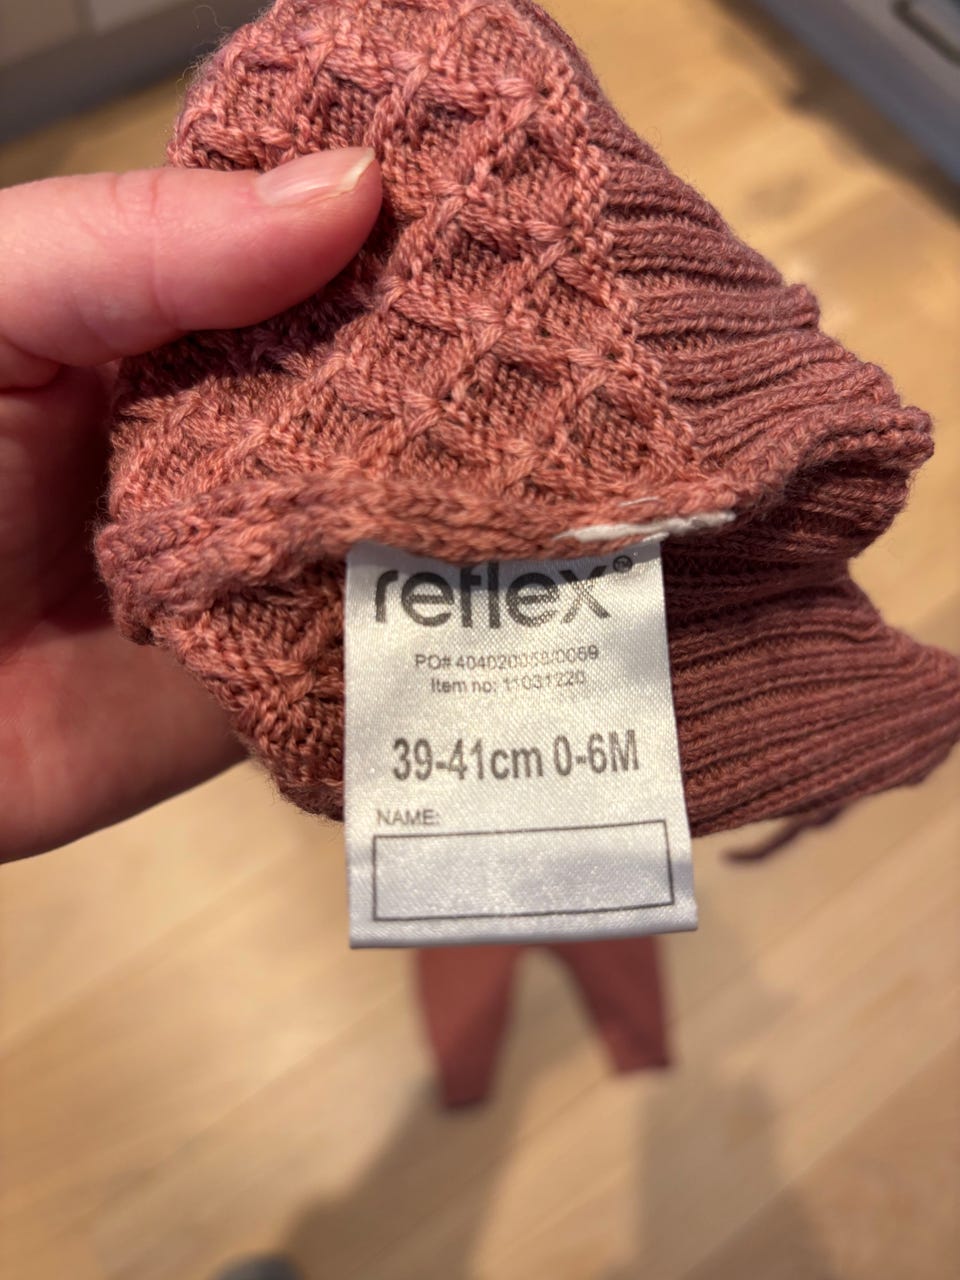 reflex®
PO#
Item no: 11031220
39-41cm 0-6M
NAME: